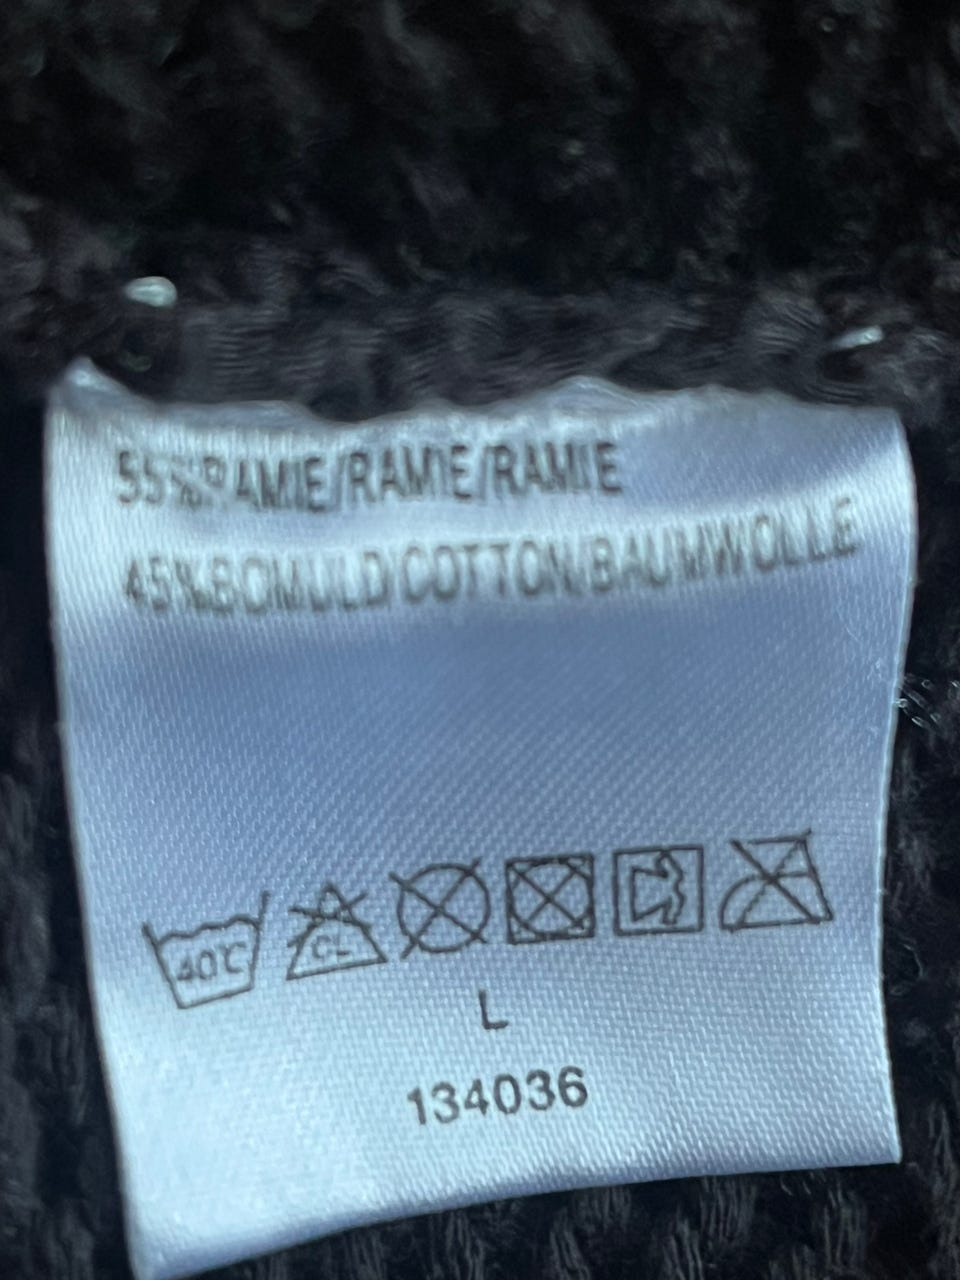 55%RAMIE/RAMIE/RAMIE
45%BOMULD/COTTON/BAUMWOLLE
40°C CL
L
134036